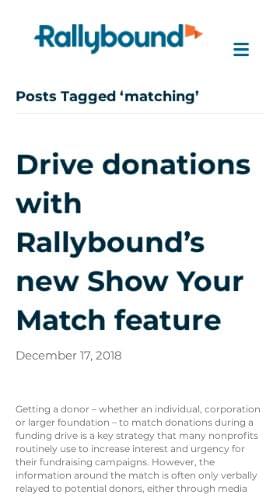 Rallybound
Posts Tagged ‘matching’
Drive donations
with
Rallybound’s
new Show Your
Match feature
December 17, 2018
Getting a donor – whether an individual, corporation
or larger foundation – to match donations during a
funding drive is a key strategy that many nonprofits
routinely use to increase interest and urgency for
their fundraising campaigns. However, the
information around the match is often only verbally
relayed to potential donors, either through media